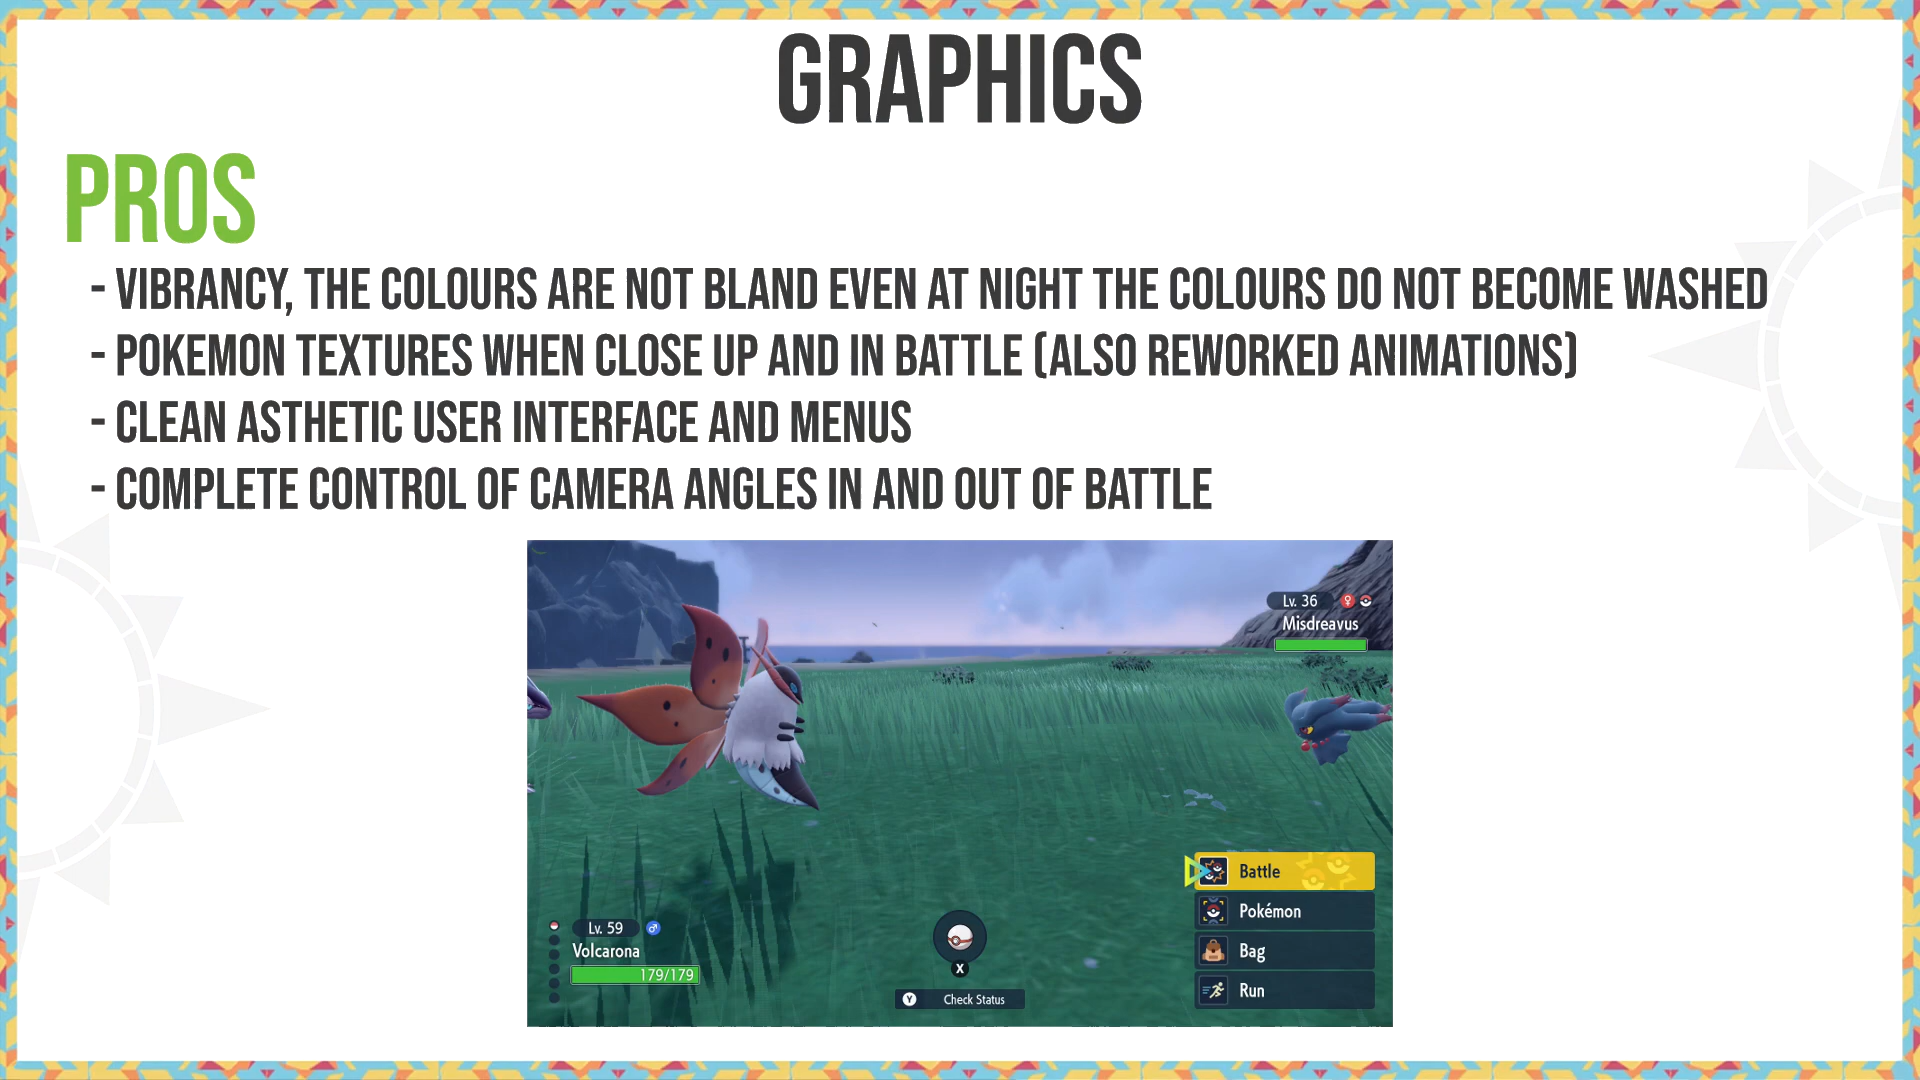 GRAPHICS
PROS
- VIBRANCY, THE COLOURS ARE NOT BLAND EVEN AT NIGHT THE COLOURS DO NOT BECOME WASHED
- POKEMON TEXTURES WHEN CLOSE UP AND IN BATTLE (ALSO REWORKED ANIMATIONS)
- CLEAN ASTHETIC USER INTERFACE AND MENUS
- COMPLETE CONTROL OF CAMERA ANGLES IN AND OUT OF BATTLE
Lv. 36 ♀
Misdreavus
Battle
Pokémon
Bag
Run
Lv. 59 ♂
Volcarona
179/179
X
Y Check Status